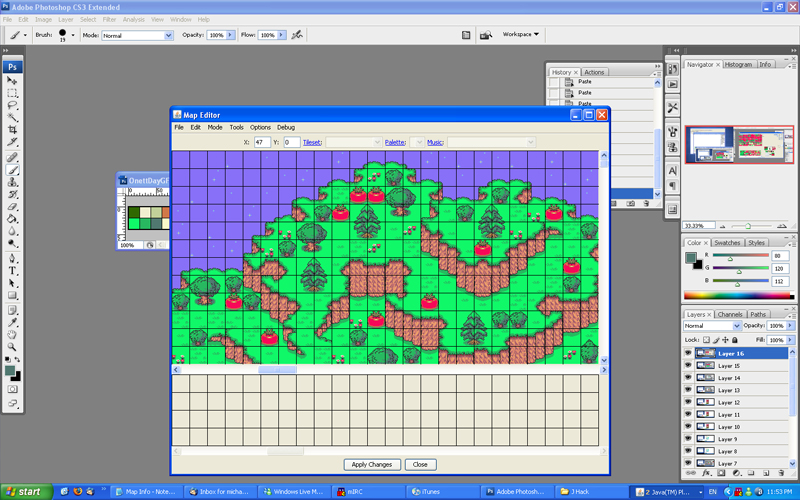 Adobe Photoshop CS3 Extended
File Edit Image Layer Select Filter Analysis View Window Help
Brush: 19 Mode: Normal Opacity: 100% Flow: 100% Workspace
Ps
History Actions
Paste
Paste
Paste
Navigator Histogram Info
33.33%
Map Editor
File Edit Mode Tools Options Debug
X: 47 Y: 0 Tileset: Palette: Music:
OnettDayGF
0 50
100%
Color Swatches Styles
R 80
G 120
B 112
Layers Channels Paths
Normal Opacity: 100%
Lock: Fill: 100%
Layer 16
Layer 15
Layer 14
Layer 13
Layer 12
Layer 11
Layer 10
Layer 9
Layer 8
Layer 7
Apply Changes Close
start Map Info - Note... Inbox for micha... Windows Live M... mIRC iTunes Adobe Photosh... J Hack 2 Java(TM) Pl... EN 11:53 PM